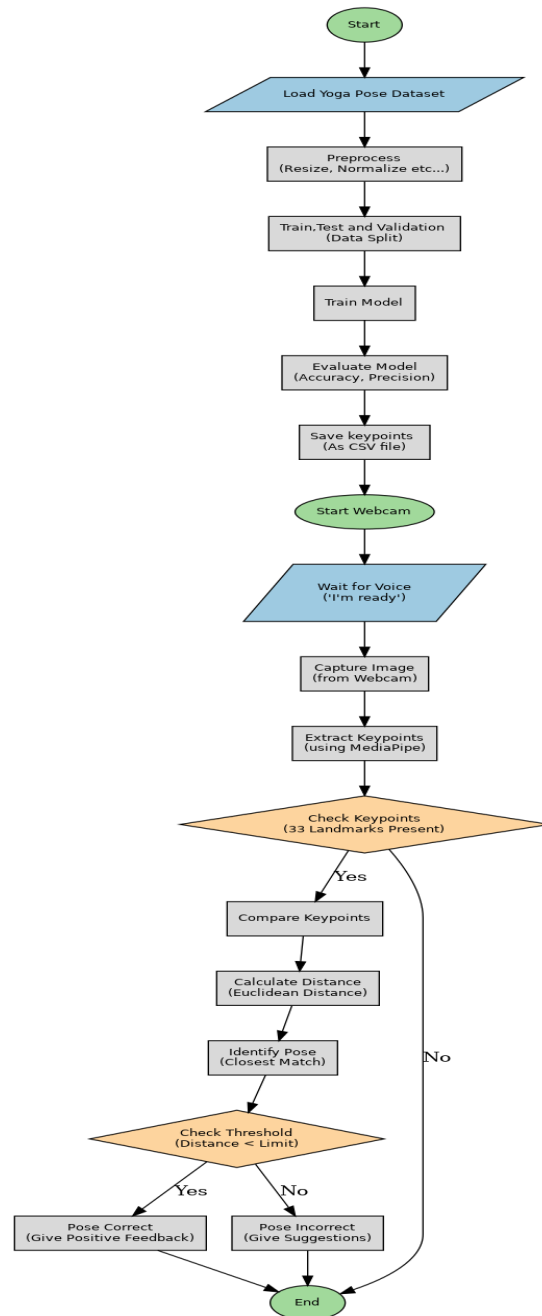 Start
Load Yoga Pose Dataset
Preprocess
(Resize, Normalize etc...)
Train,Test and Validation
(Data Split)
Train Model
Evaluate Model
(Accuracy, Precision)
Save keypoints
(As CSV file)
Start Webcam
Wait for Voice
('I'm ready')
Capture Image
(from Webcam)
Extract Keypoints
(using MediaPipe)
Check Keypoints
(33 Landmarks Present)
Yes
Compare Keypoints
Calculate Distance
(Euclidean Distance)
Identify Pose
(Closest Match)
No
Check Threshold
(Distance < Limit)
Yes
No
Pose Correct
(Give Positive Feedback)
Pose Incorrect
(Give Suggestions)
End